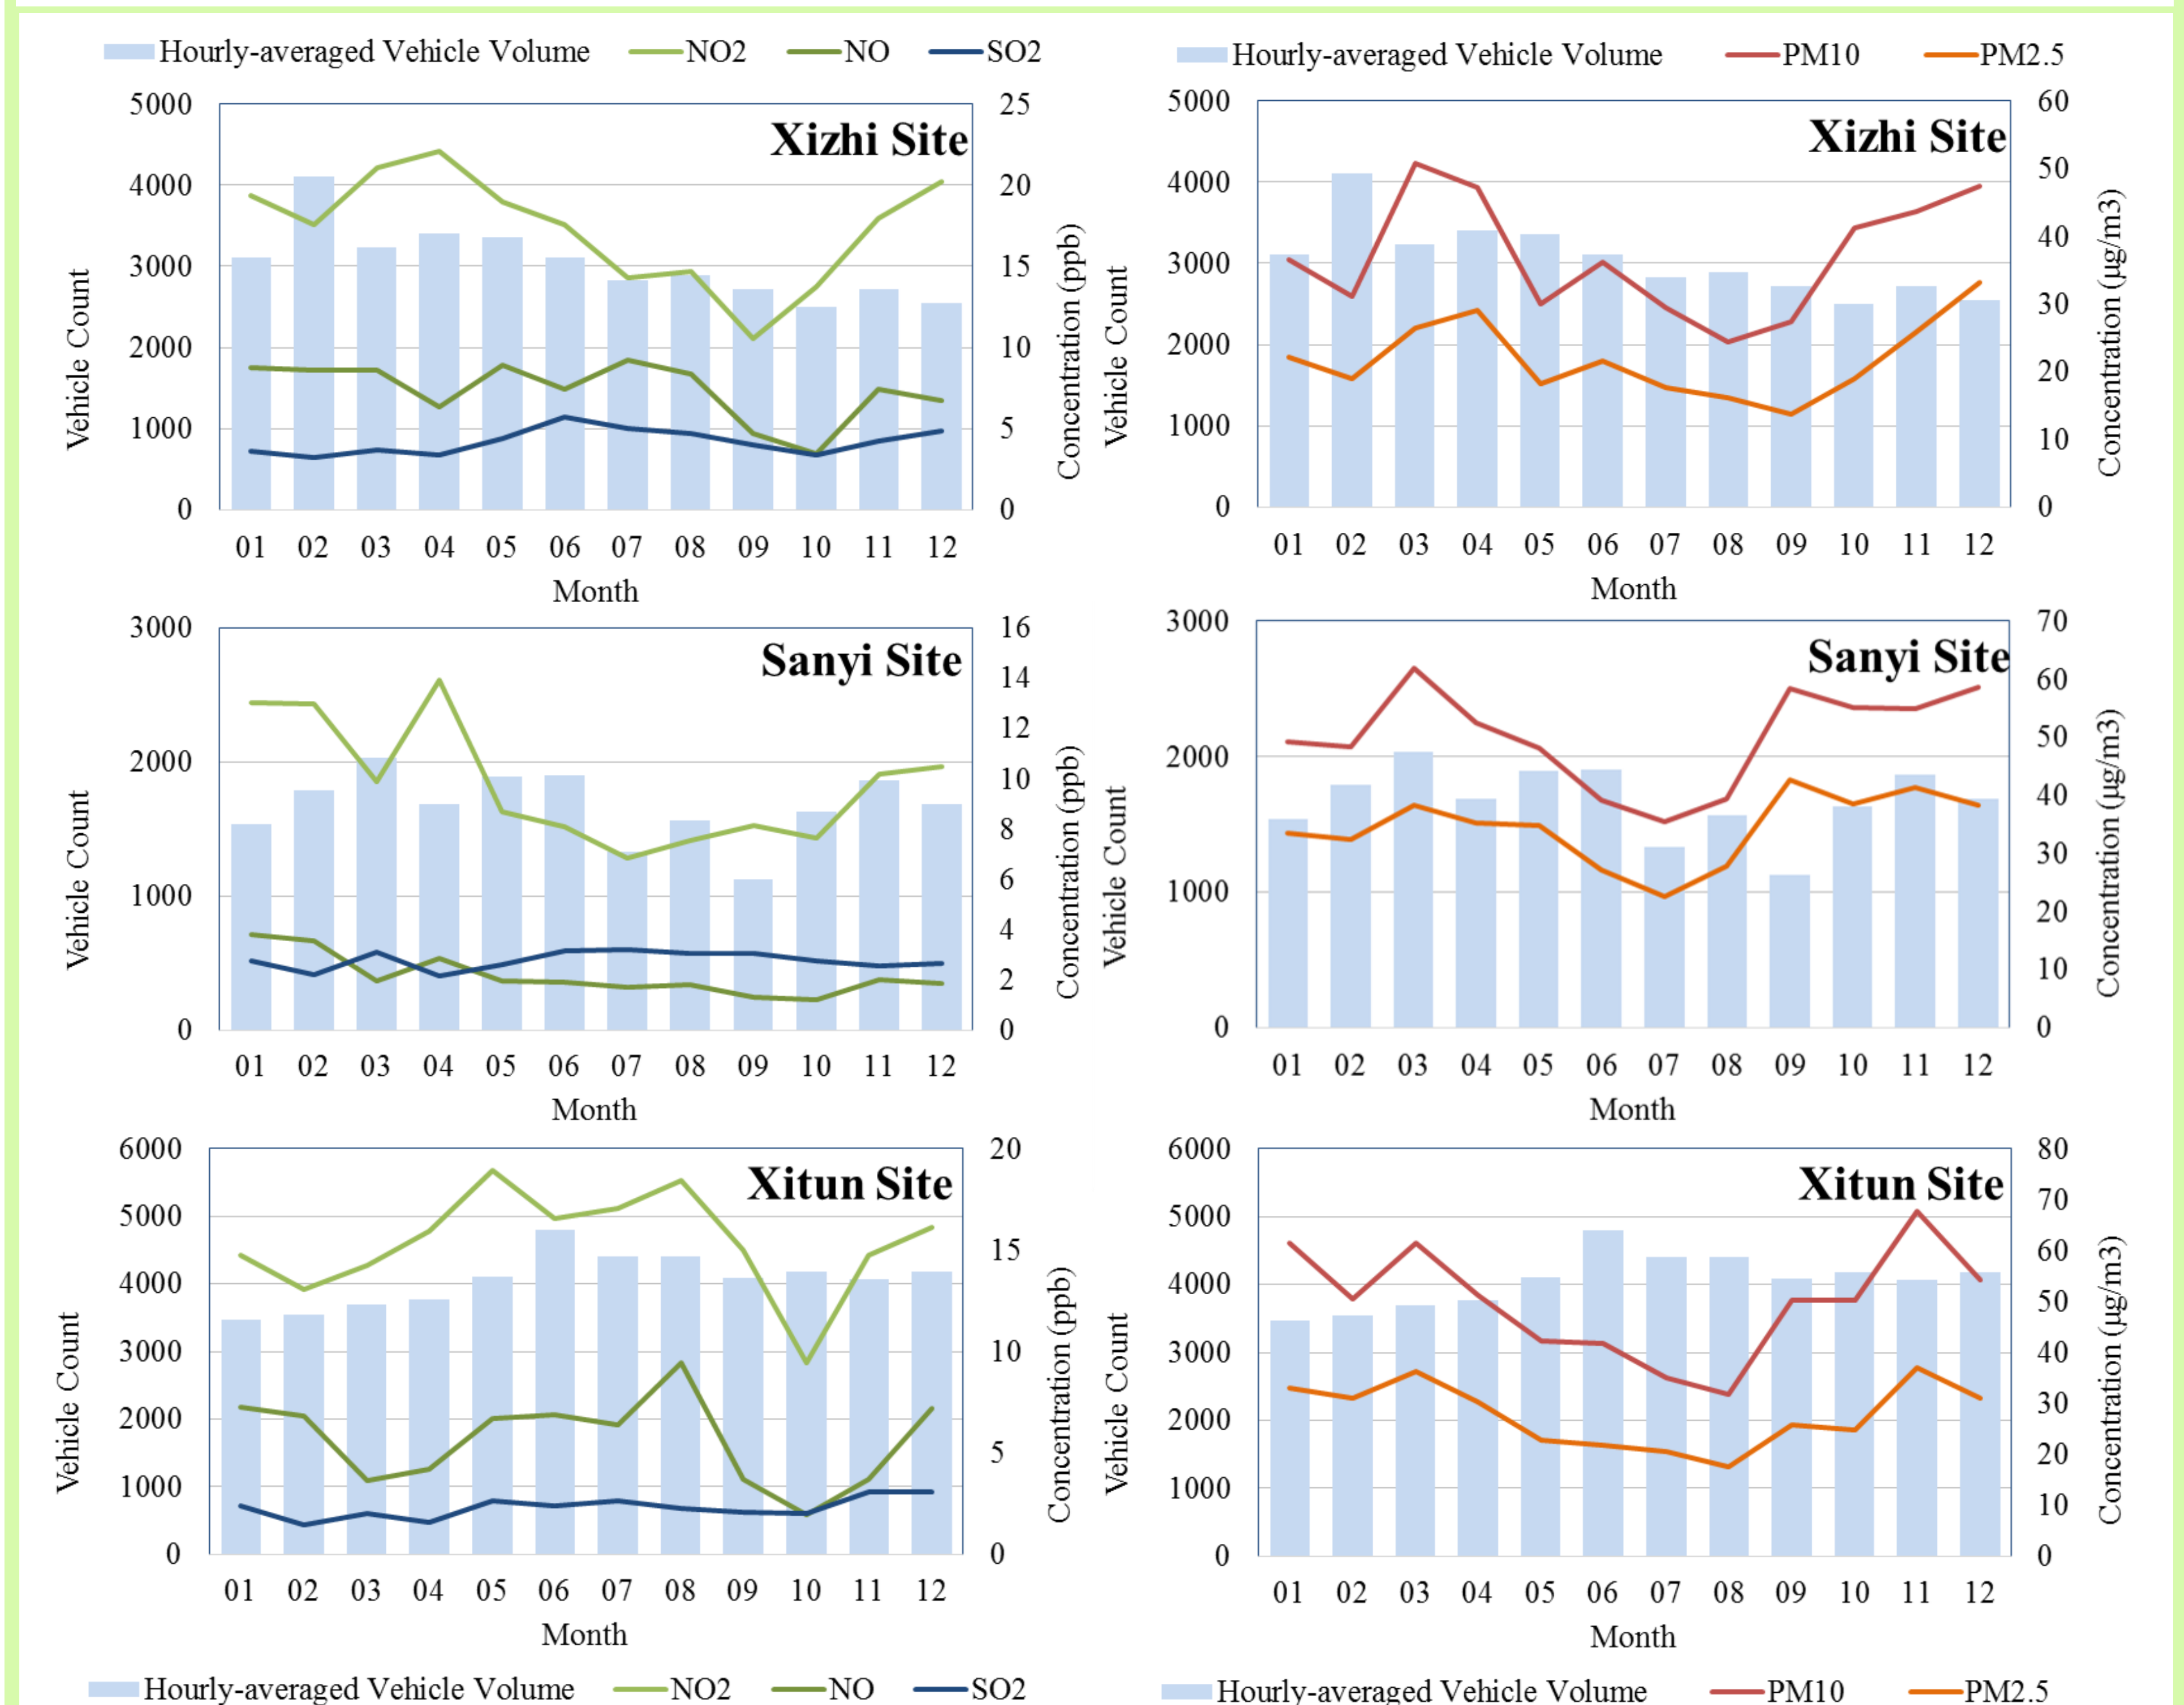 Hourly-averaged Vehicle Volume NO2 NO SO2
Xizhi Site
5000
4000
3000
2000
1000
0
Vehicle Count
25
20
15
10
5
0
Concentration (ppb)
01 02 03 04 05 06 07 08 09 10 11 12
Month
Hourly-averaged Vehicle Volume PM10 PM2.5
Xizhi Site
5000
4000
3000
2000
1000
0
Vehicle Count
60
50
40
30
20
10
0
Concentration (µg/m3)
01 02 03 04 05 06 07 08 09 10 11 12
Month
Sanyi Site
3000
2000
1000
0
Vehicle Count
16
14
12
10
8
6
4
2
0
Concentration (ppb)
01 02 03 04 05 06 07 08 09 10 11 12
Month
Sanyi Site
3000
2000
1000
0
Vehicle Count
70
60
50
40
30
20
10
0
Concentration (µg/m3)
01 02 03 04 05 06 07 08 09 10 11 12
Month
Xitun Site
6000
5000
4000
3000
2000
1000
0
Vehicle Count
20
15
10
5
0
Concentration (ppb)
01 02 03 04 05 06 07 08 09 10 11 12
Month
Hourly-averaged Vehicle Volume NO2 NO SO2
Xitun Site
6000
5000
4000
3000
2000
1000
0
Vehicle Count
80
70
60
50
40
30
20
10
0
Concentration (µg/m3)
01 02 03 04 05 06 07 08 09 10 11 12
Month
Hourly-averaged Vehicle Volume PM10 PM2.5